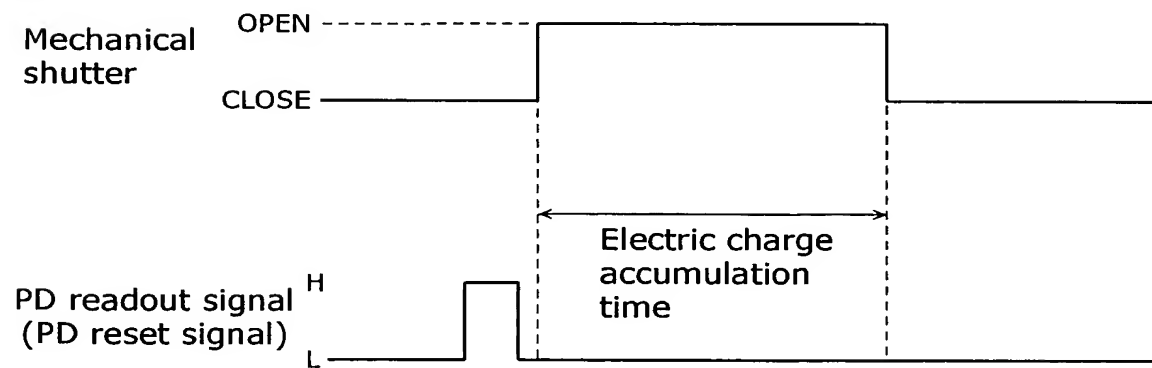 Mechanical
shutter
OPEN
CLOSE
Electric charge
accumulation
time
PD readout signal
(PD reset signal)
H
L